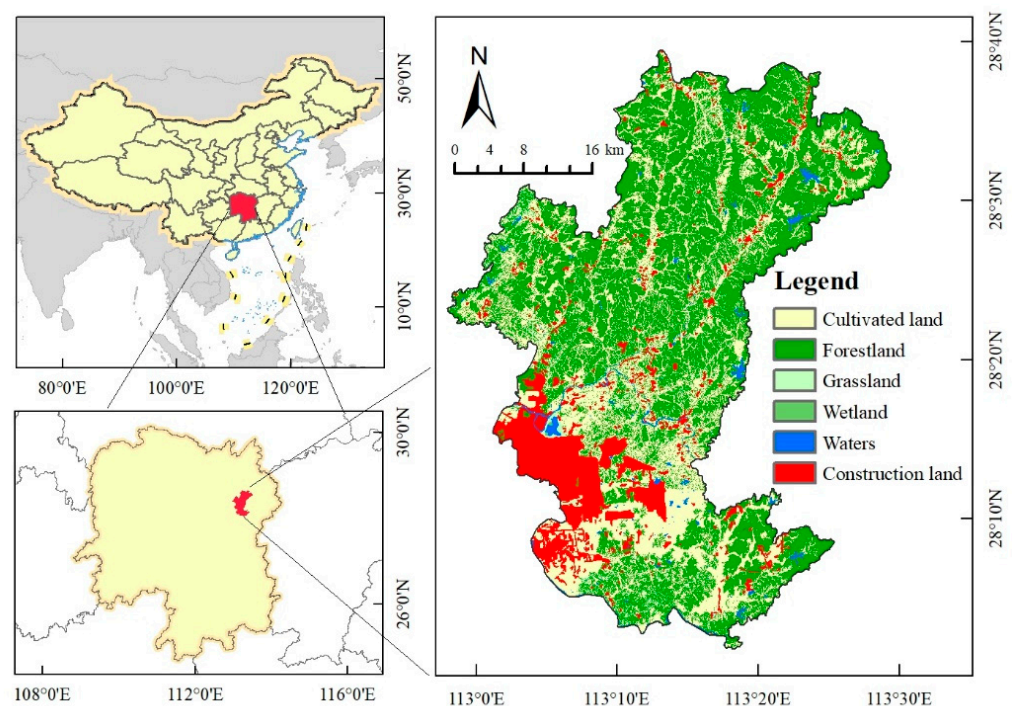 50°0'N
30°0'N
10°0'N
80°0'E 100°0'E 120°0'E
30°0'N
26°0'N
108°0'E 112°0'E 116°0'E
N
0 4 8 16 km
Legend
Cultivated land
Forestland
Grassland
Wetland
Waters
Construction land
28°40'N
28°30'N
28°20'N
28°10'N
113°0'E 113°10'E 113°20'E 113°30'E